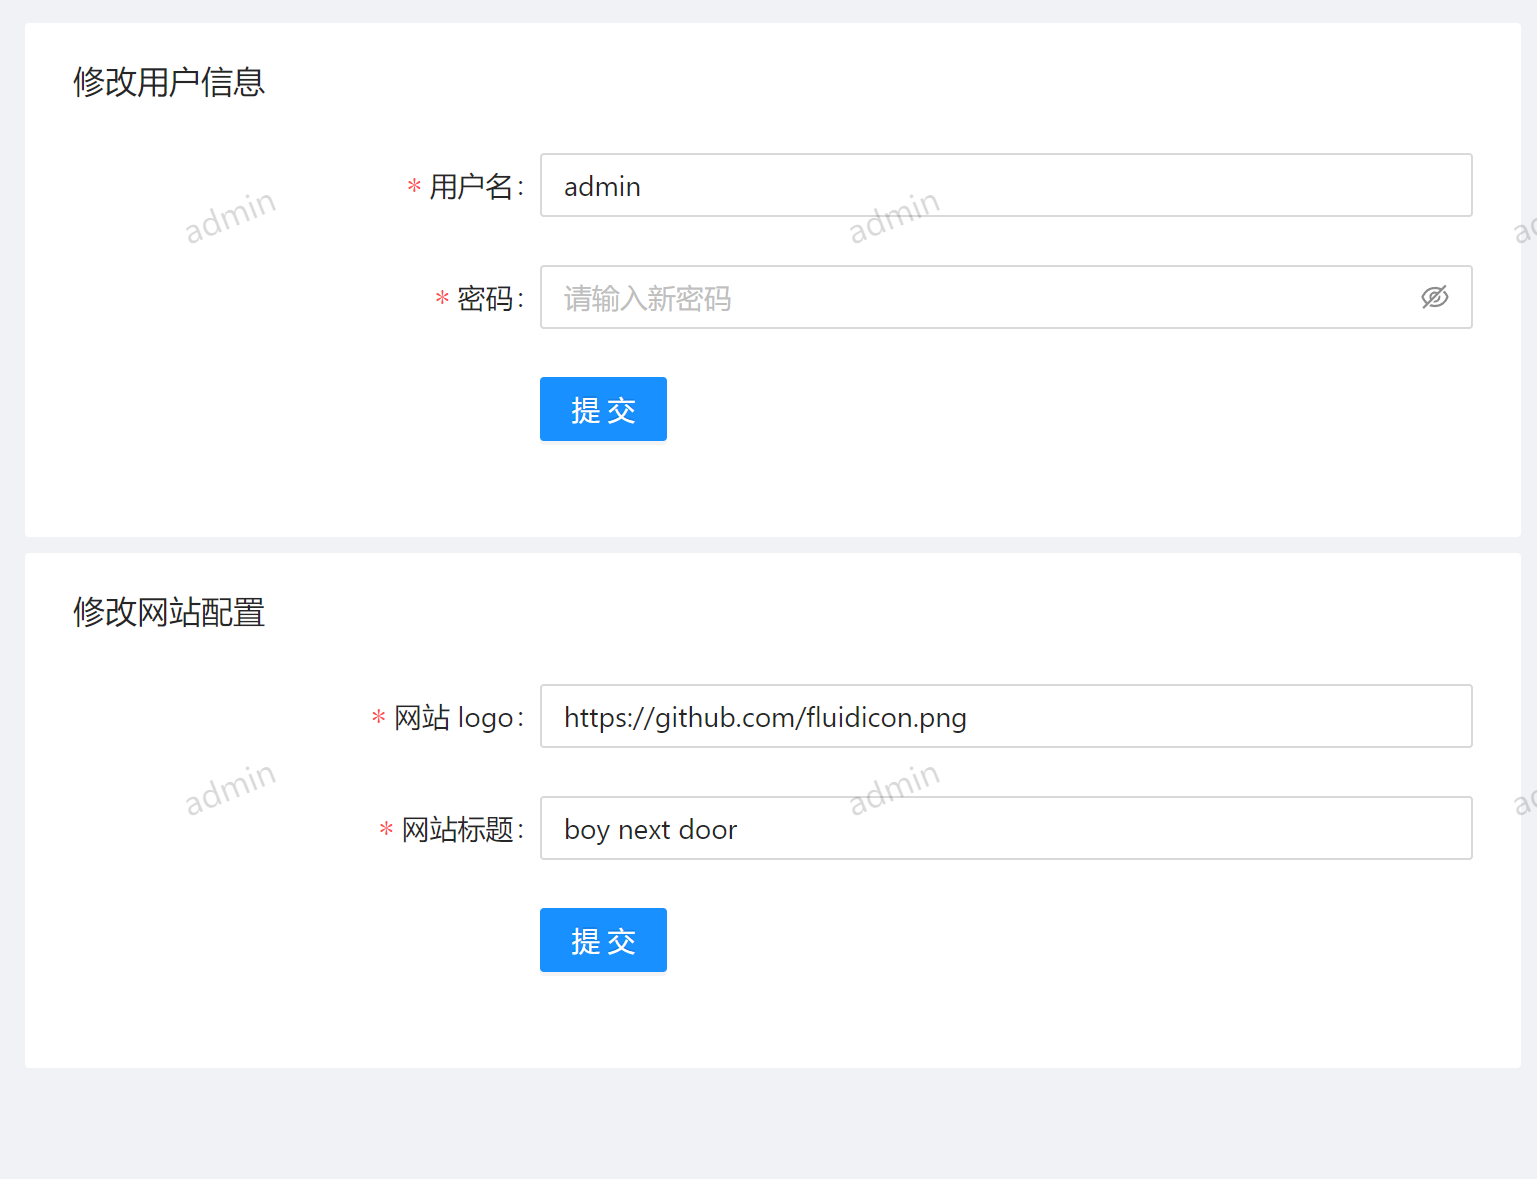 修改用户信息
* 用户名: admin
admin admin
* 密码: 请输入新密码
提 交
修改网站配置
* 网站 logo: https://github.com/fluidicon.png
admin admin
* 网站标题: boy next door
提 交